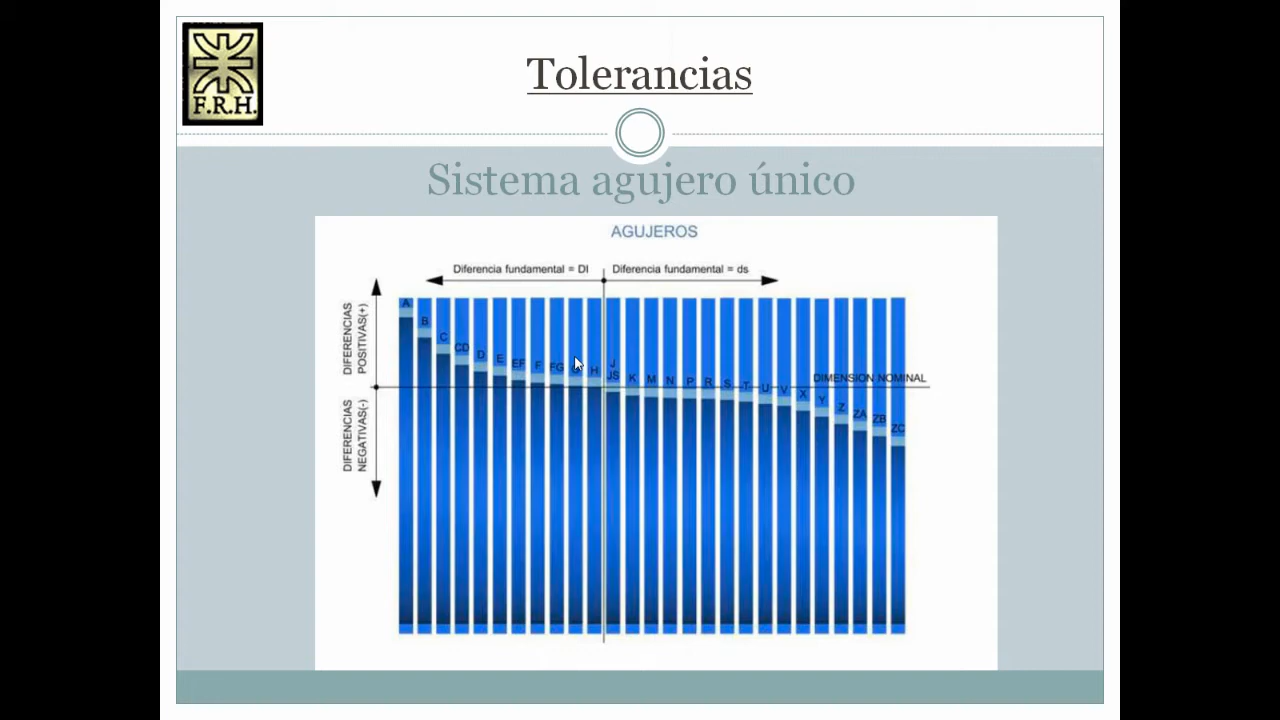 F.R.H.
Tolerancias
Sistema agujero único
AGUJEROS
Diferencia fundamental = DI
Diferencia fundamental = ds
DIFERENCIAS
POSITIVAS(+)
DIFERENCIAS
NEGATIVAS(-)
A
B
C
CD
D
E
EF
F
FG
H
J
JS
K
M
N
P
R
S
T
U
V
X
Y
Z
ZA
ZB
ZC
DIMENSION NOMINAL